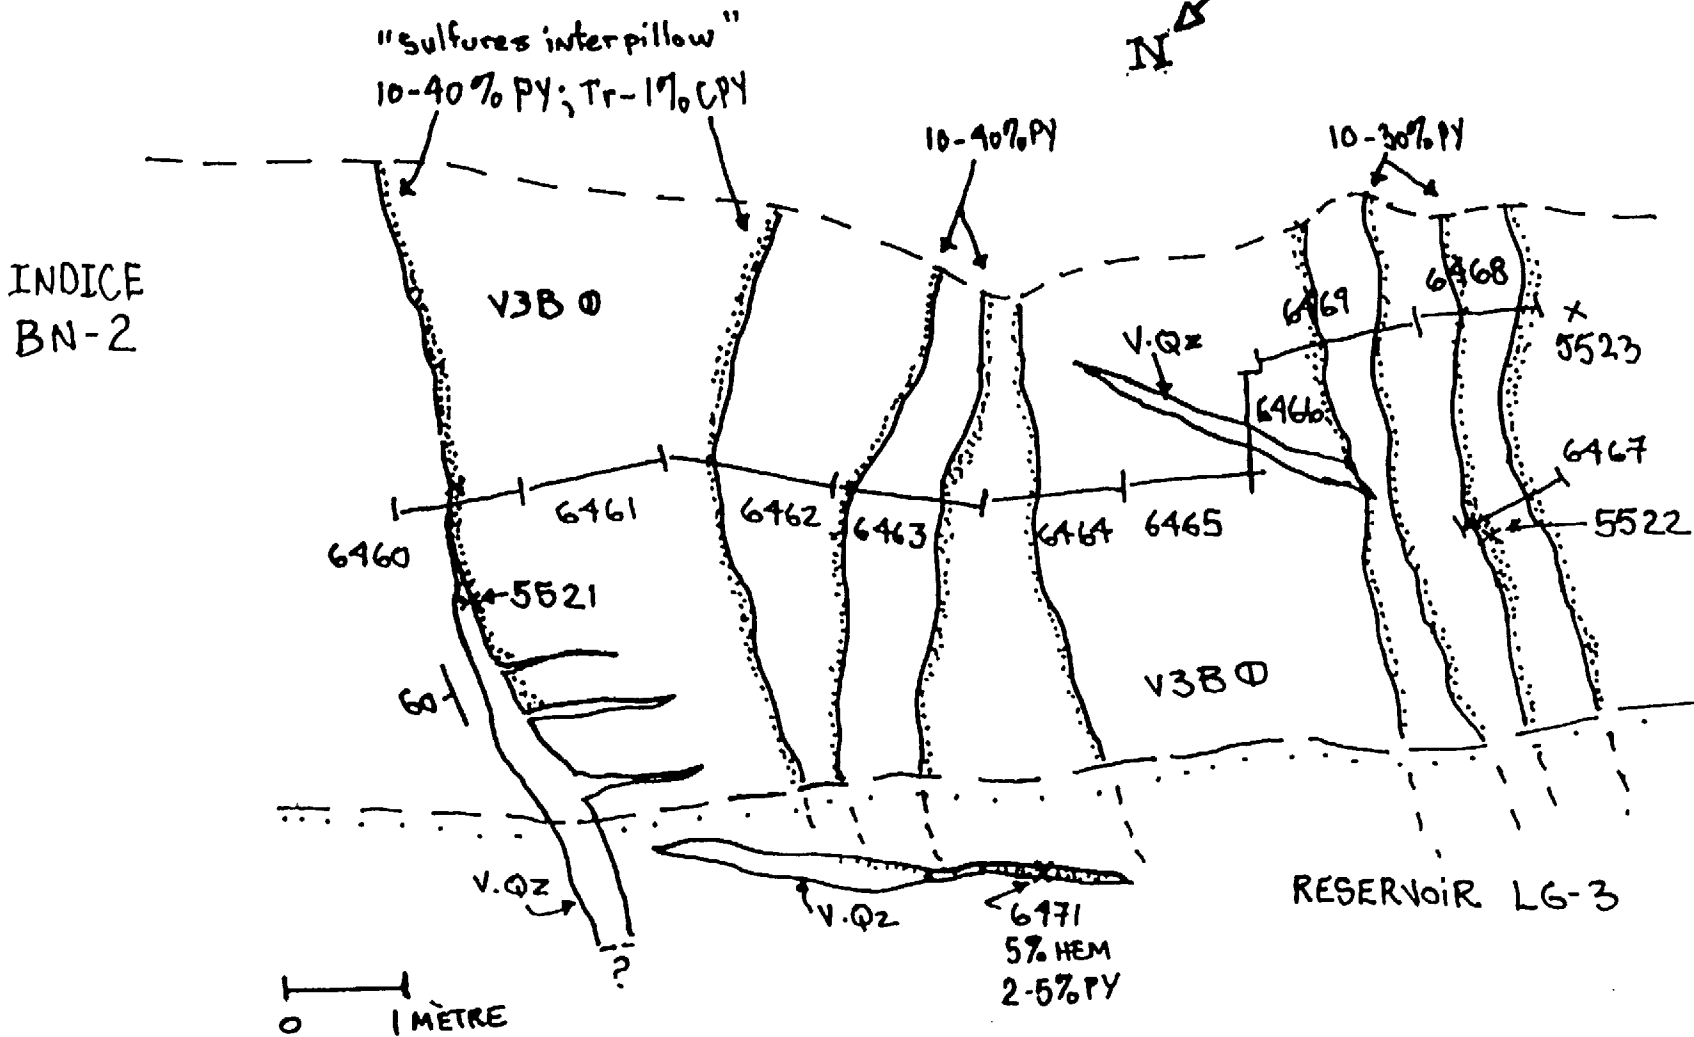 "sulfures interpillow"
10-40% PY; Tr-1% CPY
N
10-40% PY
10-30% PY
INDICE
BN-2
V3B ①
6469
6468
V.Qz
5523
6466
6467
6461
6462
6463
6464
6465
5522
6460
5521
60
V3B ①
V.Qz
V.Qz
6471
5% HEM
2-5% PY
RESERVOIR LG-3
?
0 1 MÈTRE